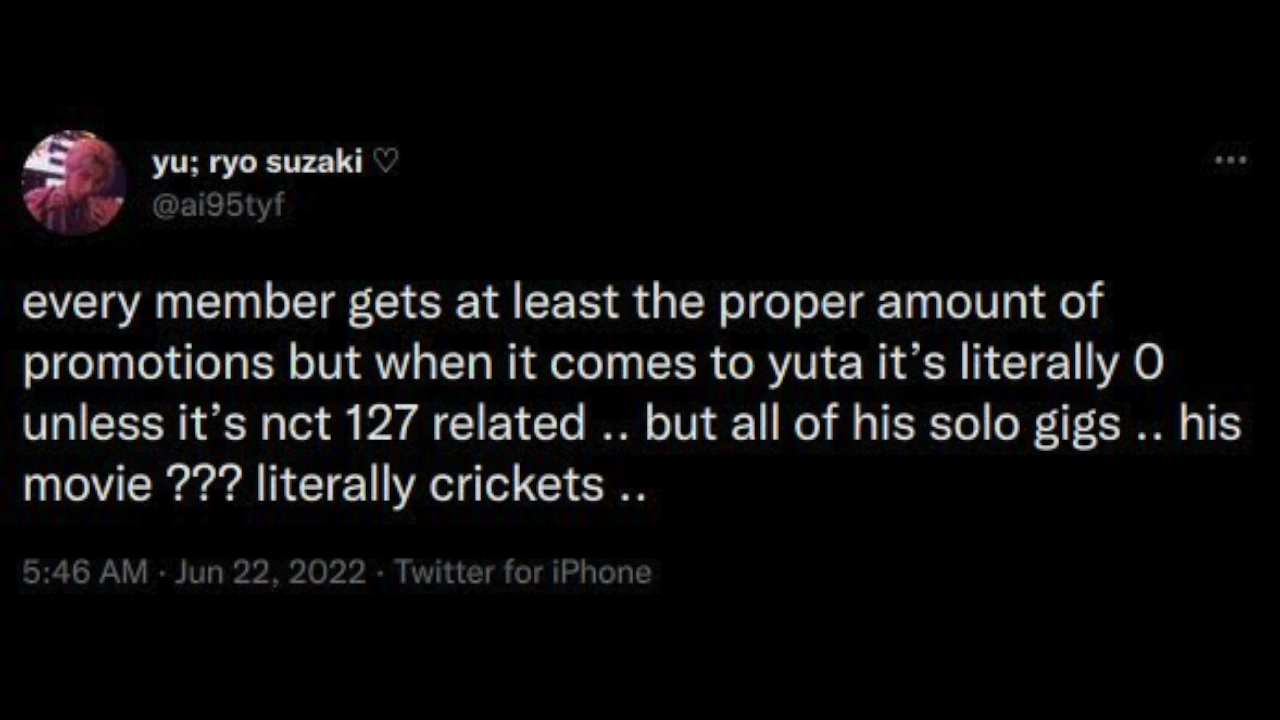 yu; ryo suzaki ♡
@ai95tyf
every member gets at least the proper amount of
promotions but when it comes to yuta it’s literally 0
unless it’s nct 127 related .. but all of his solo gigs .. his
movie ??? literally crickets ..
5:46 AM · Jun 22, 2022 · Twitter for iPhone